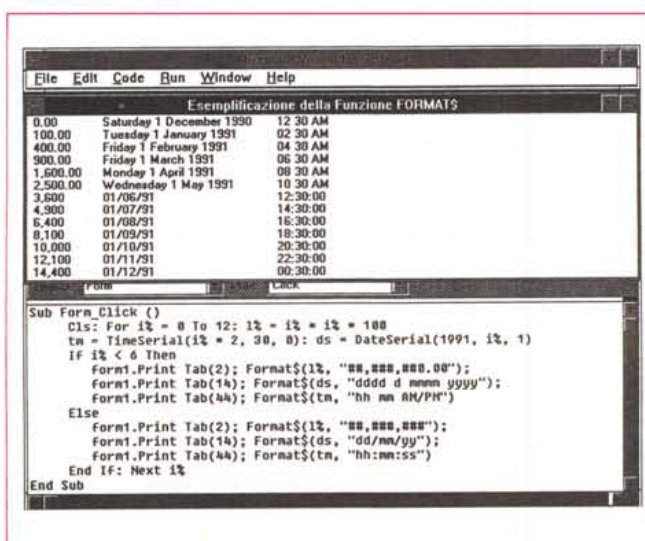 File Edit Code Run Window Help
Esemplificazione della Funzione FORMAT$
0.00 Saturday 1 December 1990 12 30 AM
100.00 Tuesday 1 January 1991 02 30 AM
400.00 Friday 1 February 1991 04 30 AM
900.00 Friday 1 March 1991 06 30 AM
1,600.00 Monday 1 April 1991 08 30 AM
2,500.00 Wednesday 1 May 1991 10 30 AM
3,600 01/06/91 12:30:00
4,900 01/07/91 14:30:00
6,400 01/08/91 16:30:00
8,100 01/09/91 18:30:00
10,000 01/10/91 20:30:00
12,100 01/11/91 22:30:00
14,400 01/12/91 00:30:00
Form Click
Sub Form_Click ()
Cls: For i% = 0 To 12: l% = i% * i% * 100
tm = TimeSerial(i% * 2, 30, 0): ds = DateSerial(1991, i%, 1)
If i% < 6 Then
form1.Print Tab(2); Format$(l%, "##,###,##0.00");
form1.Print Tab(14); Format$(ds, "dddd d mmmm yyyy");
form1.Print Tab(44); Format$(tm, "hh mm AM/PM")
Else
form1.Print Tab(2); Format$(l%, "##,###,###");
form1.Print Tab(14); Format$(ds, "dd/mm/yy");
form1.Print Tab(44); Format$(tm, "hh:mm:ss")
End If: Next i%
End Sub